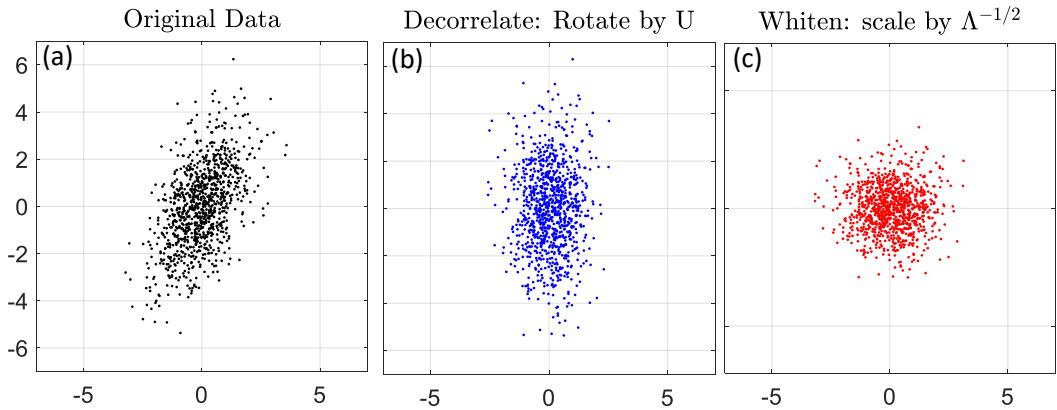 Original Data
Decorrelate: Rotate by U
Whiten: scale by Λ^{-1/2}
(a)
(b)
(c)
6
4
2
0
-2
-4
-6
-5
0
5
-5
0
5
-5
0
5